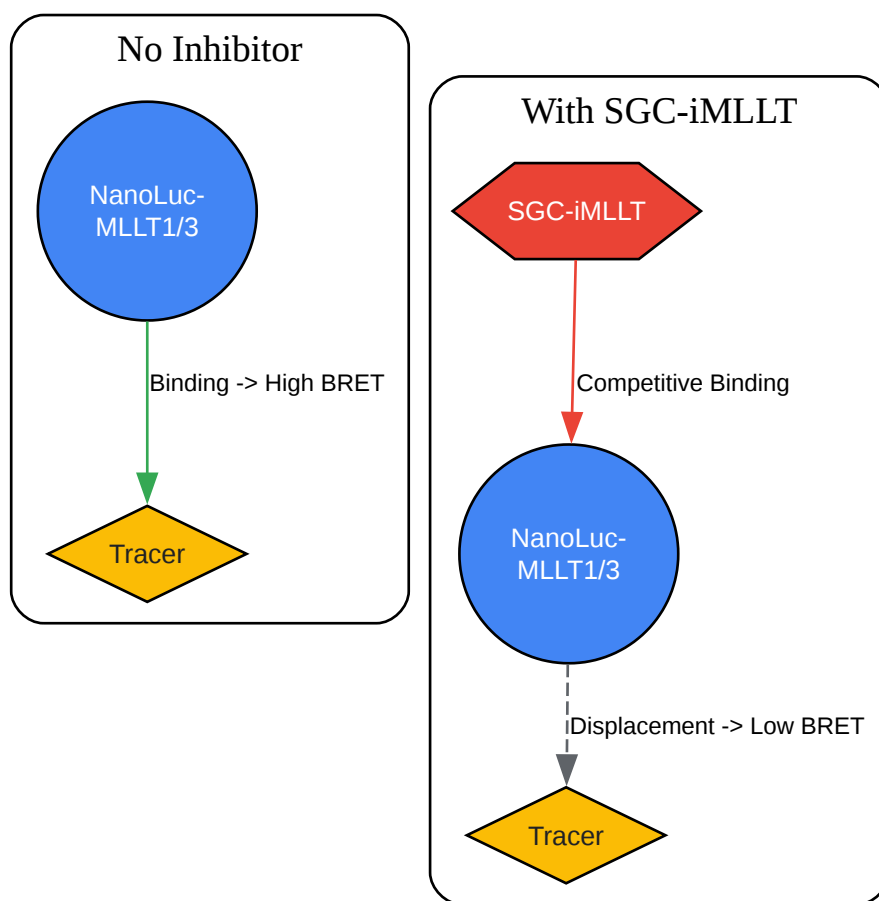 No Inhibitor
NanoLuc-
MLLT1/3
Binding -> High BRET
Tracer
With SGC-iMLLT
SGC-iMLLT
Competitive Binding
NanoLuc-
MLLT1/3
Displacement -> Low BRET
Tracer